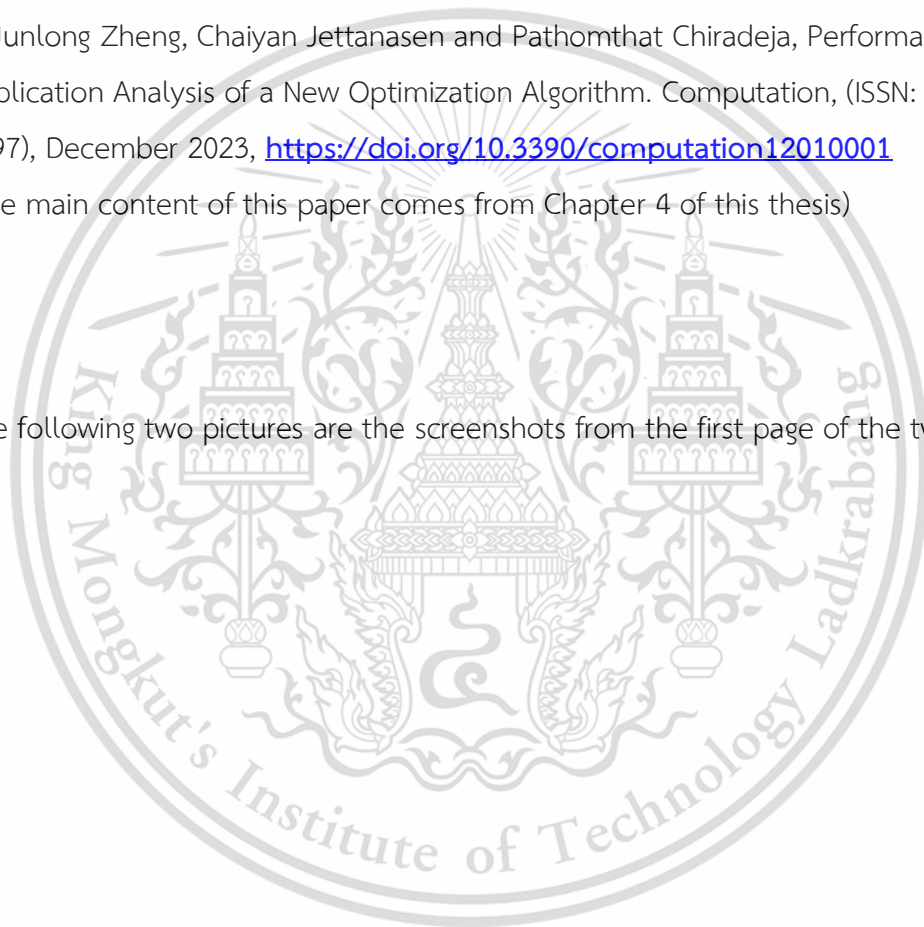 Junlong Zheng, Chaiyan Jettanasen and Pathomthat Chiradeja, Performa
plication Analysis of a New Optimization Algorithm. Computation, (ISSN:
97), December 2023, https://doi.org/10.3390/computation12010001
e main content of this paper comes from Chapter 4 of this thesis)
e following two pictures are the screenshots from the first page of the tw
King Mongkut's Institute of Technology Ladkrabang